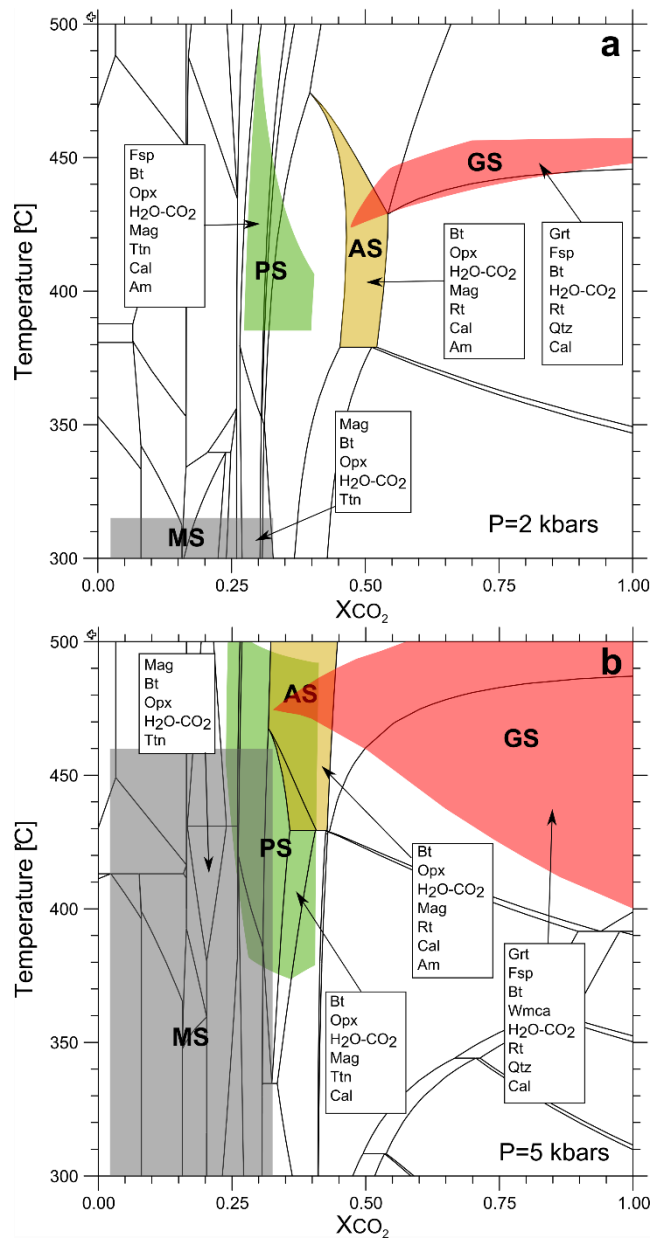 a
500
450
400
350
300
Temperature [°C]
Fsp
Bt
Opx
H2O-CO2
Mag
Ttn
Cal
Am
PS
AS
GS
Bt
Opx
H2O-CO2
Mag
Rt
Cal
Am
Grt
Fsp
Bt
H2O-CO2
Rt
Qtz
Cal
Mag
Bt
Opx
H2O-CO2
Ttn
MS
P=2 kbars
0.00 0.25 0.50 0.75 1.00
XCO2
b
500
450
400
350
300
Temperature [°C]
Mag
Bt
Opx
H2O-CO2
Ttn
AS
GS
PS
MS
Bt
Opx
H2O-CO2
Mag
Rt
Cal
Am
Bt
Opx
H2O-CO2
Mag
Ttn
Cal
Grt
Fsp
Bt
Wmca
H2O-CO2
Rt
Qtz
Cal
P=5 kbars
0.00 0.25 0.50 0.75 1.00
XCO2